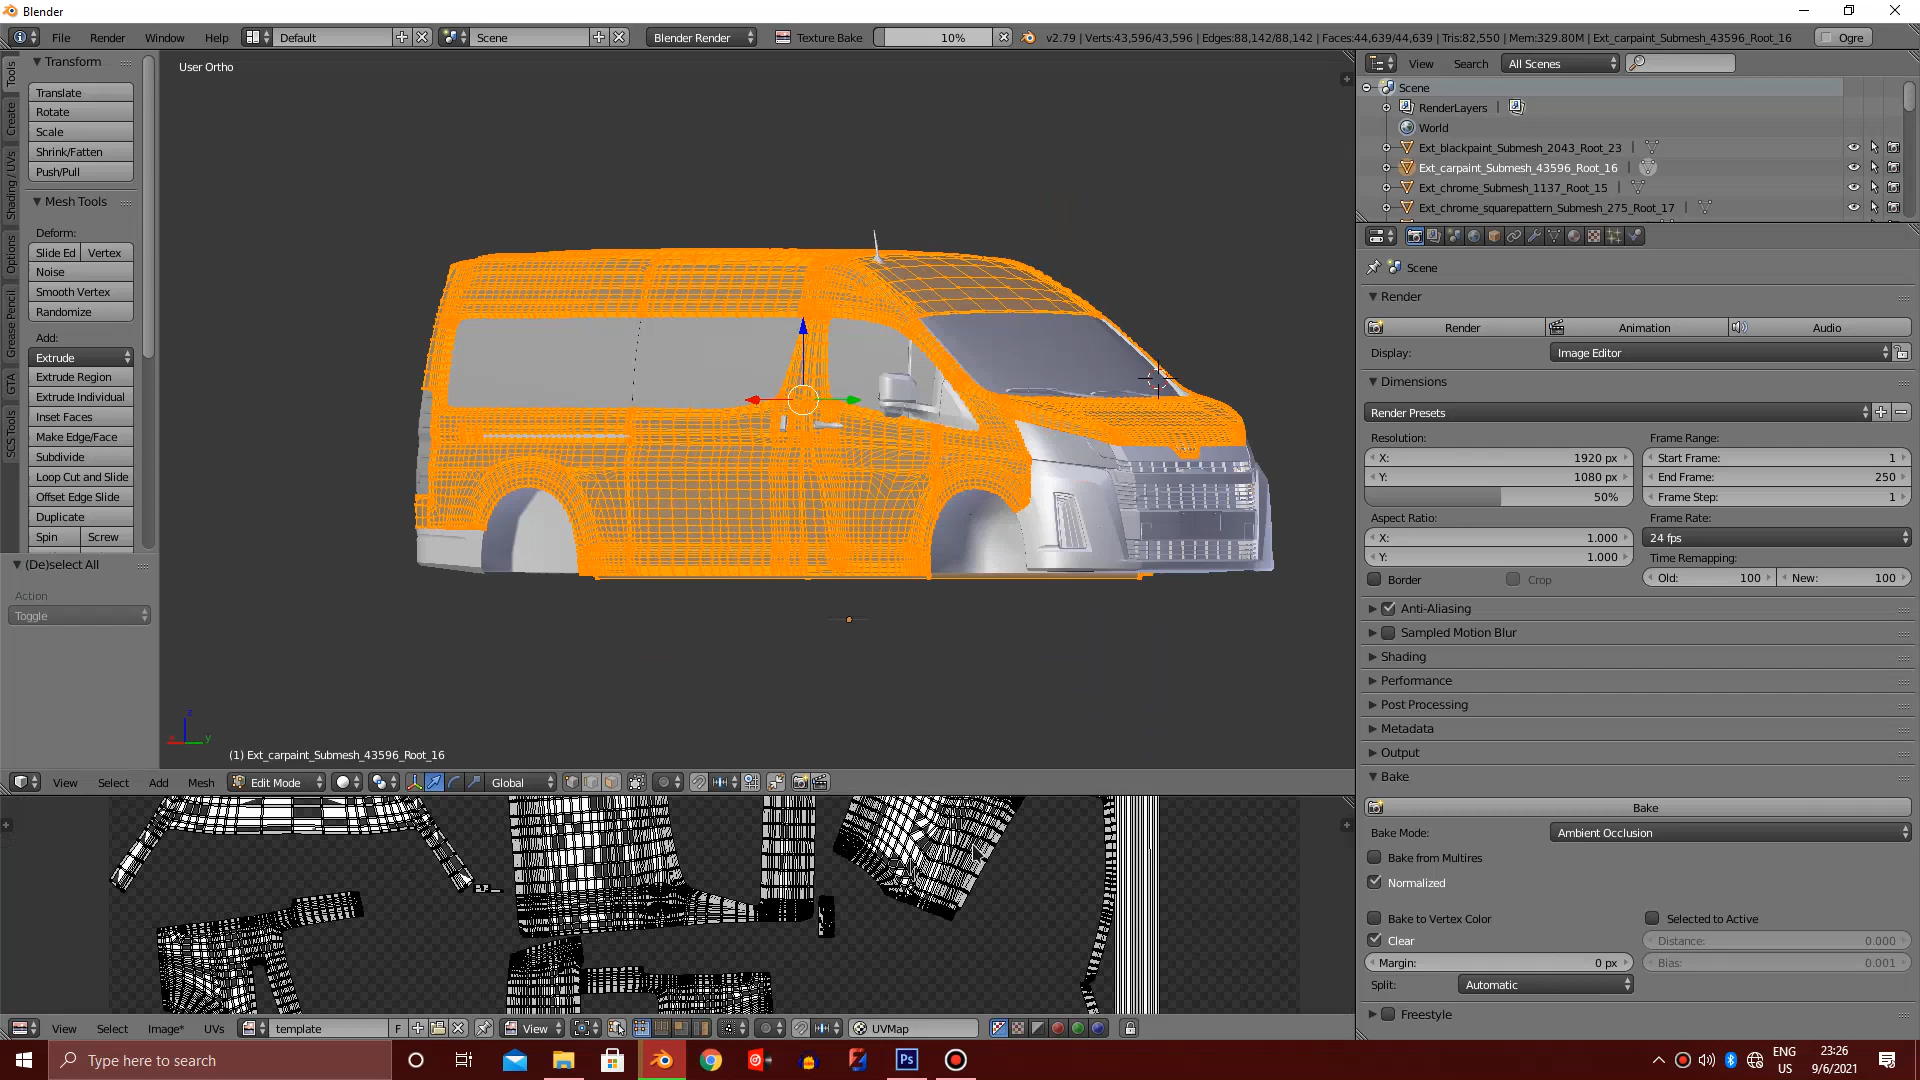 Blender
File Render Window Help Default Scene Blender Render Texture Bake 10% v2.79 | Verts:43,596/43,596 | Edges:88,142/88,142 | Faces:44,639/44,639 | Tris:82,550 | Mem:329.80M | Ext_carpaint_Submesh_43596_Root_16 Ogre
Tools
Create
Shading / UVs
Options
Grease Pencil
GTA
SCS Tools
Transform
Translate
Rotate
Scale
Shrink/Fatten
Push/Pull
Mesh Tools
Deform:
Slide Ed Vertex
Noise
Smooth Vertex
Randomize
Add:
Extrude
Extrude Region
Extrude Individual
Inset Faces
Make Edge/Face
Subdivide
Loop Cut and Slide
Offset Edge Slide
Duplicate
Spin Screw
(De)select All
Action
Toggle
User Ortho
z
x
y
(1) Ext_carpaint_Submesh_43596_Root_16
View Select Add Mesh Edit Mode Global
View Select Image* UVs template F View UVMap
View Search All Scenes
Scene
RenderLayers |
World
Ext_blackpaint_Submesh_2043_Root_23 |
Ext_carpaint_Submesh_43596_Root_16 |
Ext_chrome_Submesh_1137_Root_15 |
Ext_chrome_squarepattern_Submesh_275_Root_17 |
Scene
Render
Render Animation Audio
Display: Image Editor
Dimensions
Render Presets
Resolution: Frame Range:
X: 1920 px Start Frame: 1
Y: 1080 px End Frame: 250
50% Frame Step: 1
Aspect Ratio: Frame Rate:
X: 1.000 24 fps
Y: 1.000 Time Remapping:
Border Crop Old: 100 New: 100
Anti-Aliasing
Sampled Motion Blur
Shading
Performance
Post Processing
Metadata
Output
Bake
Bake
Bake Mode: Ambient Occlusion
Bake from Multires
Normalized
Bake to Vertex Color Selected to Active
Clear Distance: 0.000
Margin: 0 px Bias: 0.001
Split: Automatic
Freestyle
Type here to search
Ps
ENG
US
23:26
9/6/2021